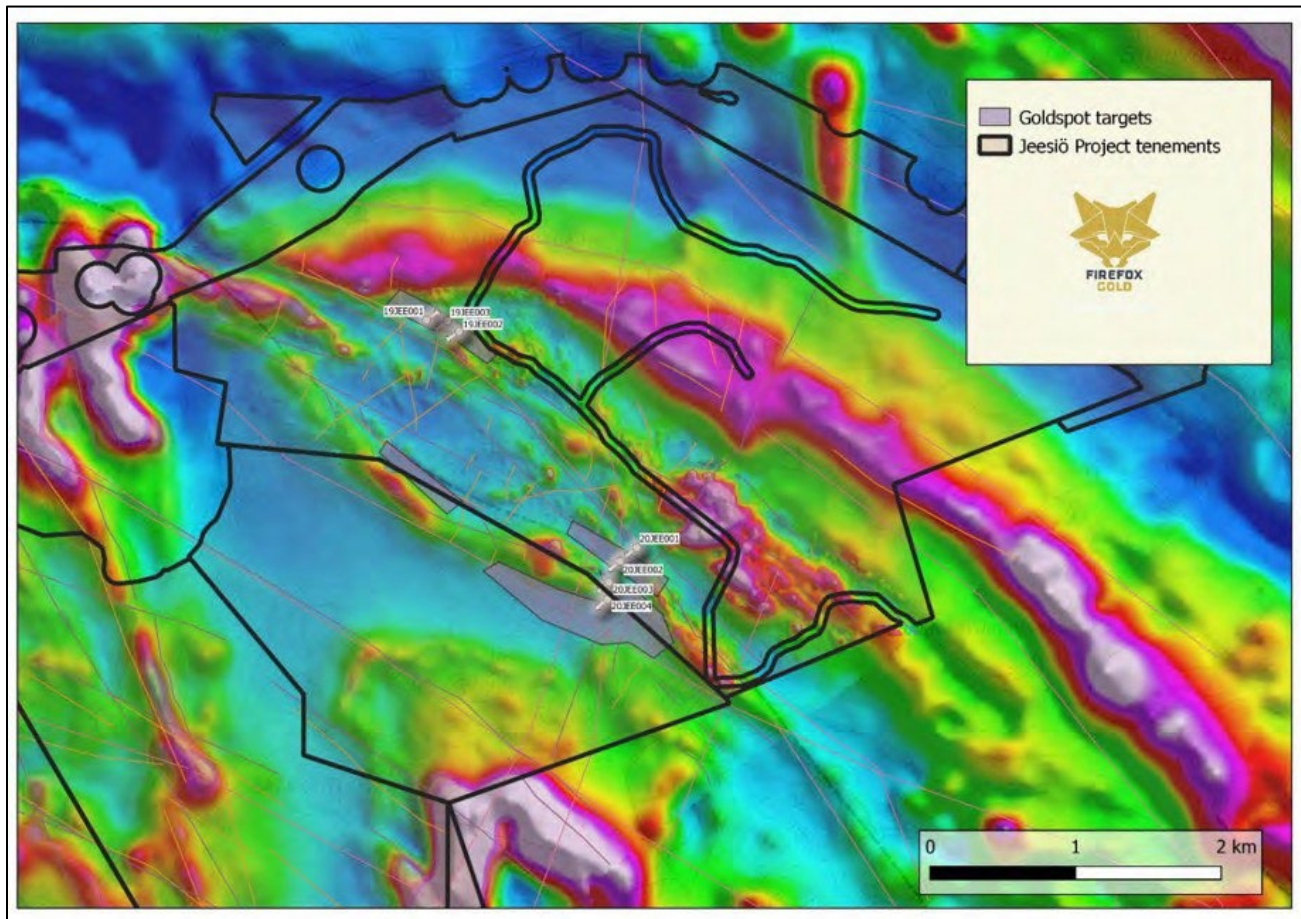 Goldspot targets
Jeesiö Project tenements
FIREFOX
GOLD
19JEE001
19JEE003
19JEE002
20JEE001
20JEE002
20JEE003
20JEE004
0 1 2 km